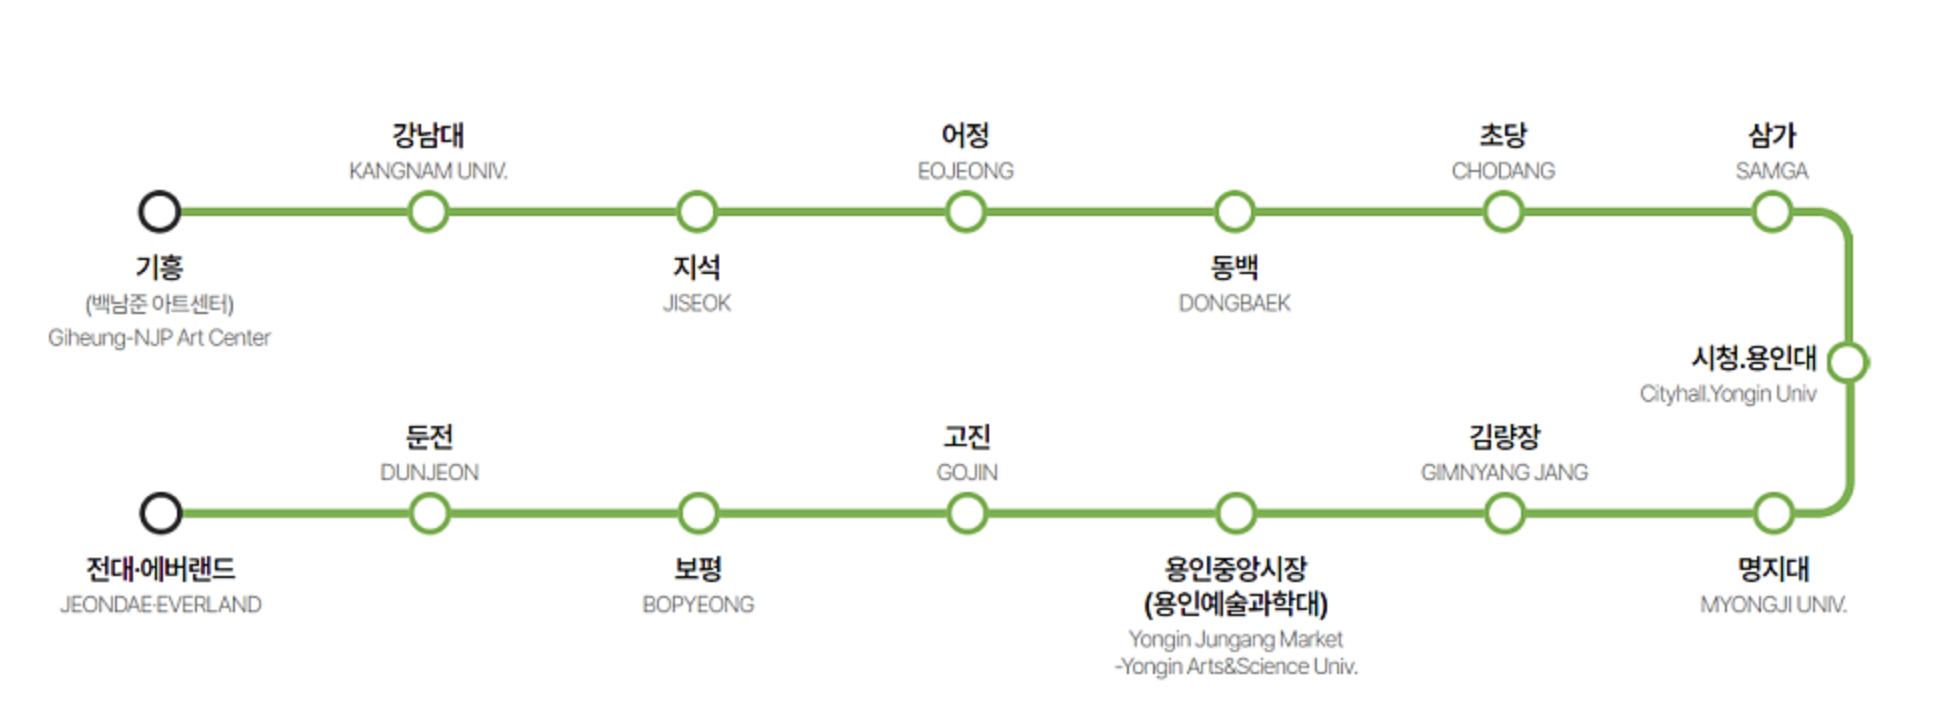 강남대
KANGNAM UNIV.
어정
EOJEONG
초당
CHODANG
삼가
SAMGA
기흥
(백남준 아트센터)
Giheung-NJP Art Center
지석
JISEOK
동백
DONGBAEK
시청.용인대
Cityhall.Yongin Univ
둔전
DUNJEON
고진
GOJIN
김량장
GIMNYANG JANG
전대·에버랜드
JEONDAE·EVERLAND
보평
BOPYEONG
용인중앙시장
(용인예술과학대)
Yongin Jungang Market
-Yongin Arts&Science Univ.
명지대
MYONGJI UNIV.